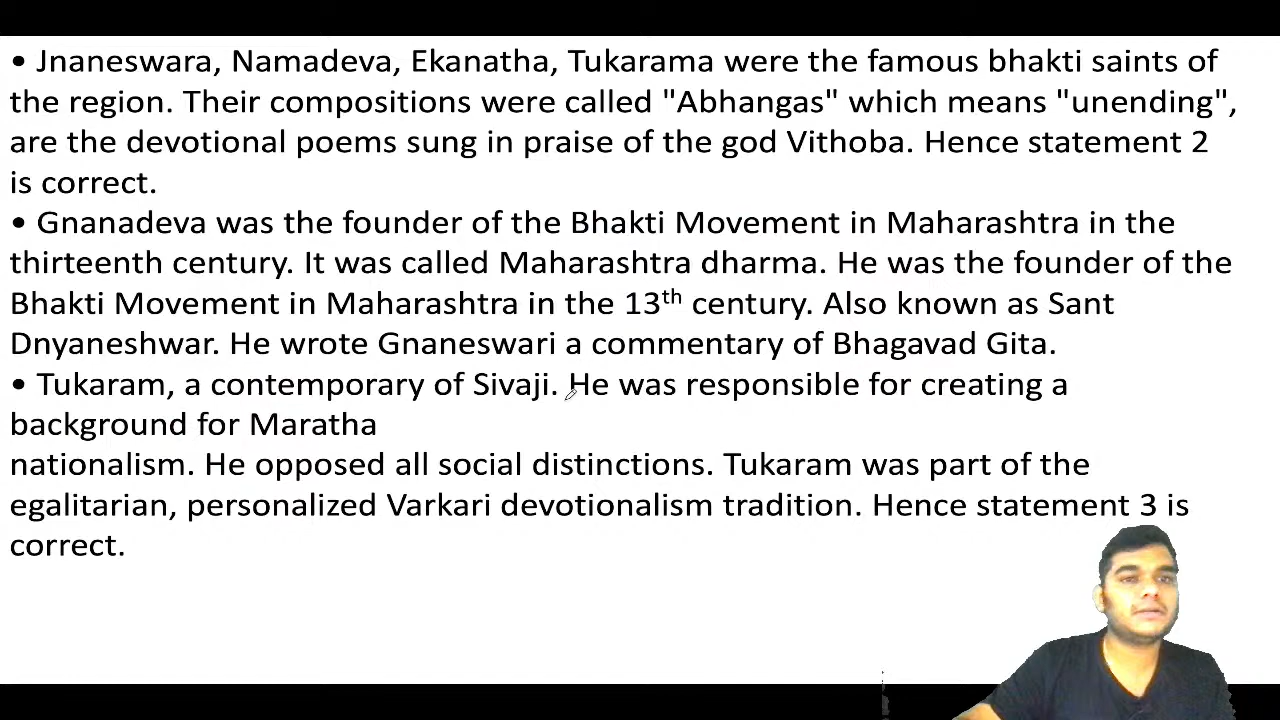 • Jnaneswara, Namadeva, Ekanatha, Tukarama were the famous bhakti saints of
the region. Their compositions were called "Abhangas" which means "unending",
are the devotional poems sung in praise of the god Vithoba. Hence statement 2
is correct.
• Gnanadeva was the founder of the Bhakti Movement in Maharashtra in the
thirteenth century. It was called Maharashtra dharma. He was the founder of the
Bhakti Movement in Maharashtra in the 13th century. Also known as Sant
Dnyaneshwar. He wrote Gnaneswari a commentary of Bhagavad Gita.
• Tukaram, a contemporary of Sivaji. He was responsible for creating a
background for Maratha
nationalism. He opposed all social distinctions. Tukaram was part of the
egalitarian, personalized Varkari devotionalism tradition. Hence statement 3 is
correct.